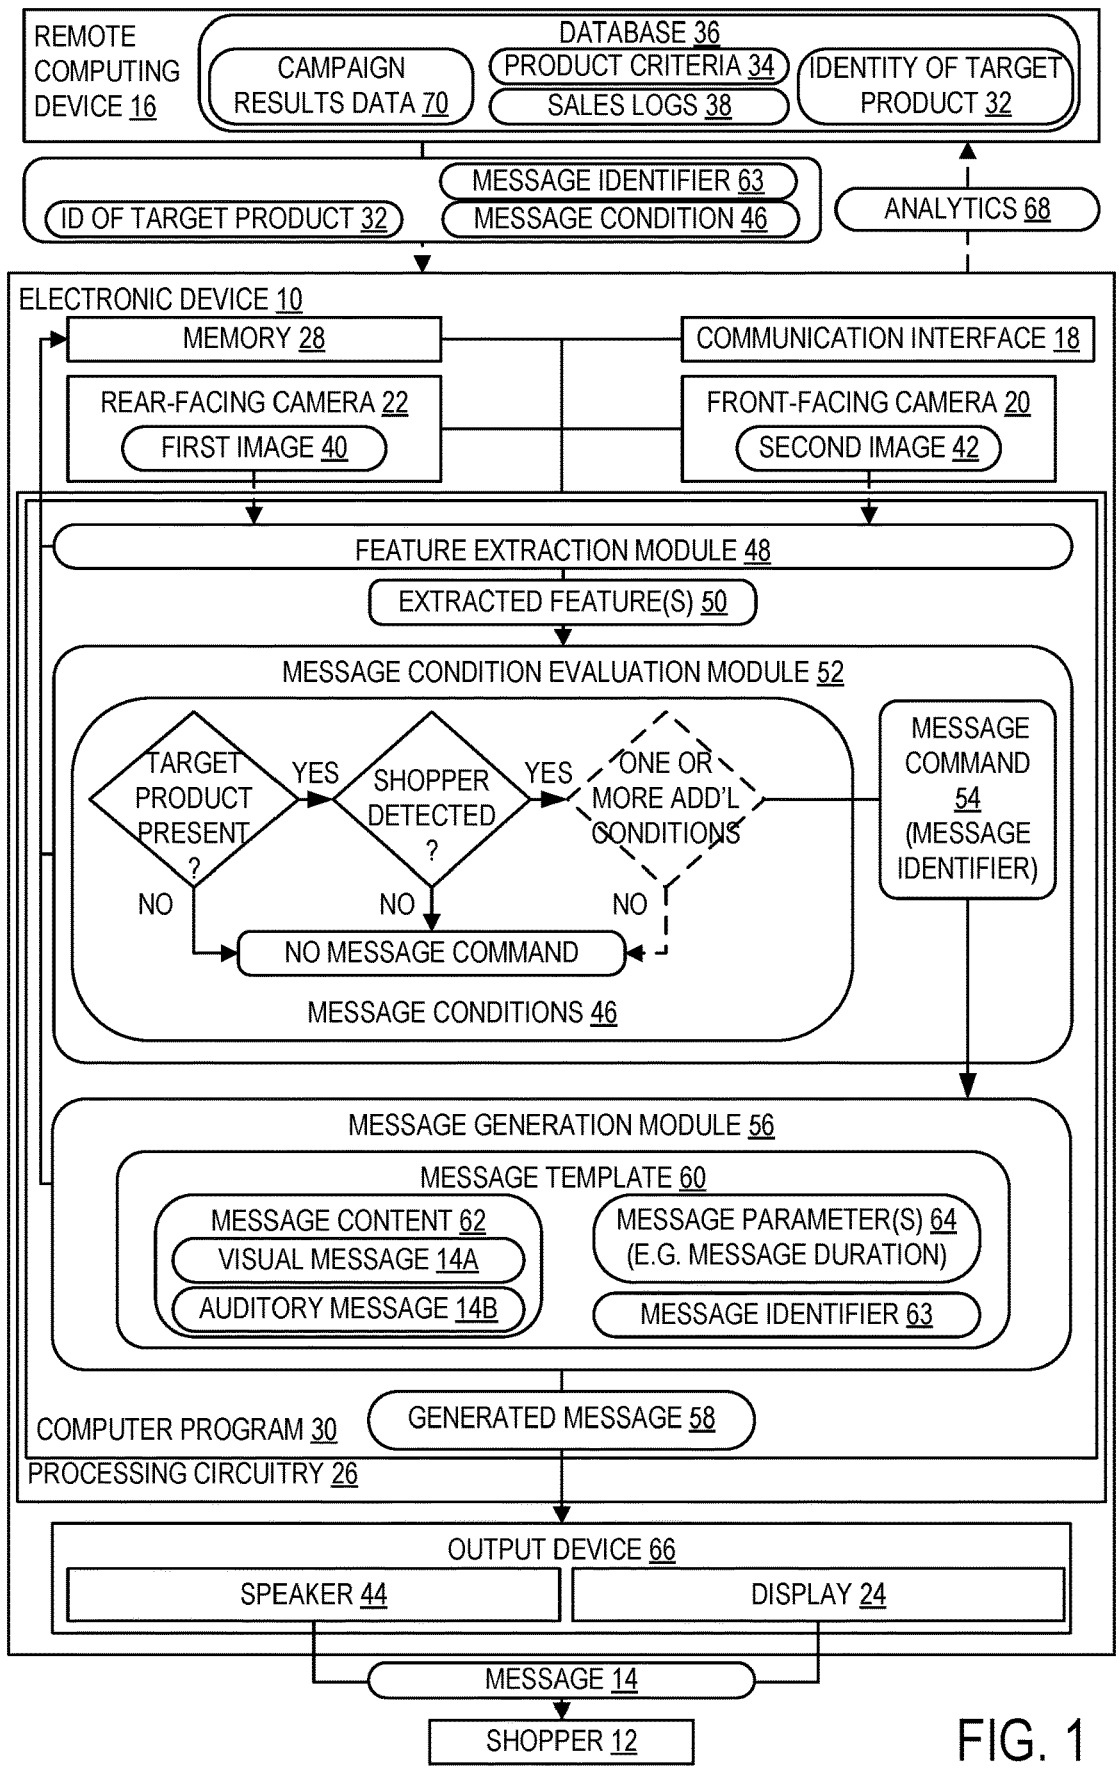 REMOTE
COMPUTING
DEVICE 16
DATABASE 36
CAMPAIGN
RESULTS DATA 70
PRODUCT CRITERIA 34
SALES LOGS 38
IDENTITY OF TARGET
PRODUCT 32
MESSAGE IDENTIFIER 63
ID OF TARGET PRODUCT 32
MESSAGE CONDITION 46
ANALYTICS 68
ELECTRONIC DEVICE 10
MEMORY 28
COMMUNICATION INTERFACE 18
REAR-FACING CAMERA 22
FIRST IMAGE 40
FRONT-FACING CAMERA 20
SECOND IMAGE 42
FEATURE EXTRACTION MODULE 48
EXTRACTED FEATURE(S) 50
MESSAGE CONDITION EVALUATION MODULE 52
TARGET
PRODUCT
PRESENT
?
YES
SHOPPER
DETECTED
?
YES
ONE OR
MORE ADD'L
CONDITIONS
NO
NO
NO
NO MESSAGE COMMAND
MESSAGE CONDITIONS 46
MESSAGE
COMMAND
54
(MESSAGE
IDENTIFIER)
MESSAGE GENERATION MODULE 56
MESSAGE TEMPLATE 60
MESSAGE CONTENT 62
VISUAL MESSAGE 14A
AUDITORY MESSAGE 14B
MESSAGE PARAMETER(S) 64
(E.G. MESSAGE DURATION)
MESSAGE IDENTIFIER 63
GENERATED MESSAGE 58
COMPUTER PROGRAM 30
PROCESSING CIRCUITRY 26
OUTPUT DEVICE 66
SPEAKER 44
DISPLAY 24
MESSAGE 14
SHOPPER 12
FIG. 1